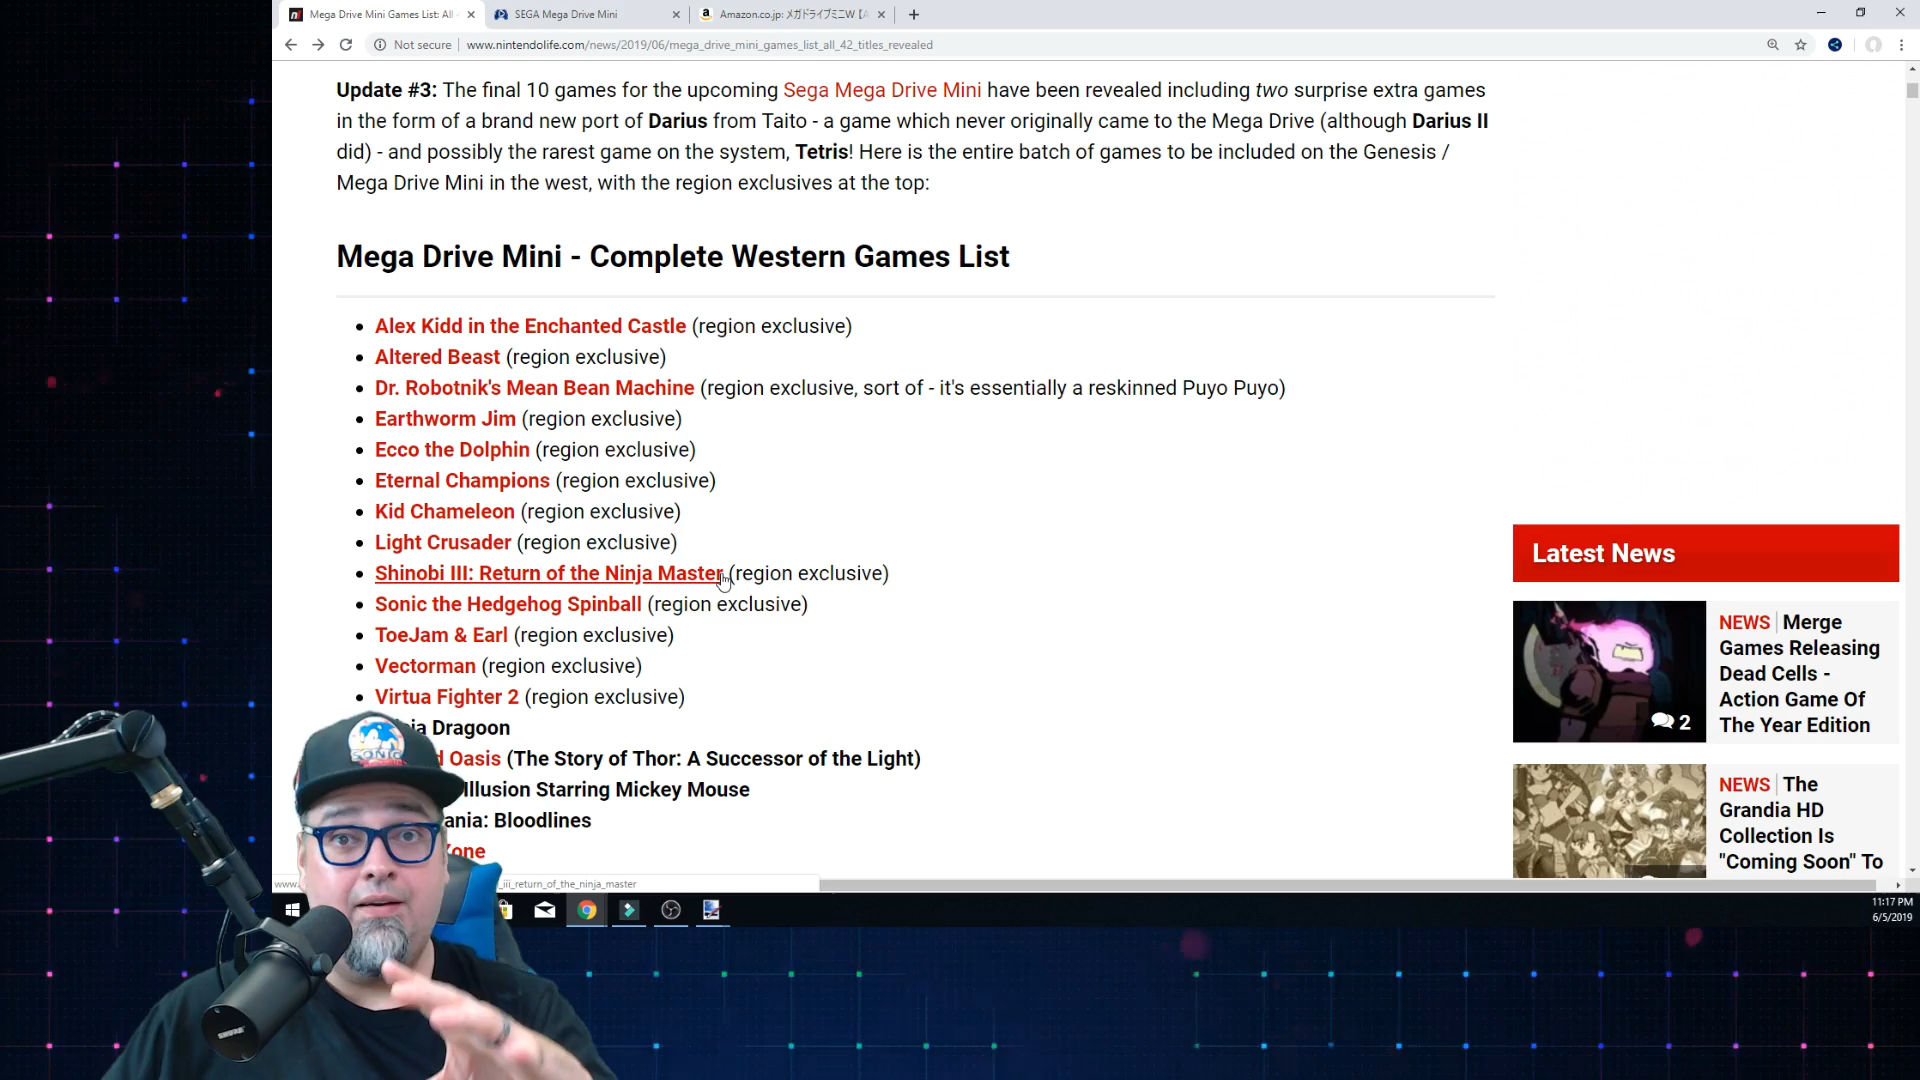 Mega Drive Mini Games List: All
SEGA Mega Drive Mini
Amazon.co.jp: メガドライブミニW
Not secure | www.nintendolife.com/news/2019/06/mega_drive_mini_games_list_all_42_titles_revealed
Update #3: The final 10 games for the upcoming Sega Mega Drive Mini have been revealed including two surprise extra games
in the form of a brand new port of Darius from Taito - a game which never originally came to the Mega Drive (although Darius II
did) - and possibly the rarest game on the system, Tetris! Here is the entire batch of games to be included on the Genesis /
Mega Drive Mini in the west, with the region exclusives at the top:
Mega Drive Mini - Complete Western Games List
Alex Kidd in the Enchanted Castle (region exclusive)
Altered Beast (region exclusive)
Dr. Robotnik's Mean Bean Machine (region exclusive, sort of - it's essentially a reskinned Puyo Puyo)
Earthworm Jim (region exclusive)
Ecco the Dolphin (region exclusive)
Eternal Champions (region exclusive)
Kid Chameleon (region exclusive)
Light Crusader (region exclusive)
Shinobi III: Return of the Ninja Master (region exclusive)
Sonic the Hedgehog Spinball (region exclusive)
ToeJam & Earl (region exclusive)
Vectorman (region exclusive)
Virtua Fighter 2 (region exclusive)
Dragoon
Oasis (The Story of Thor: A Successor of the Light)
Illusion Starring Mickey Mouse
ania: Bloodlines
one
www.
_iii_return_of_the_ninja_master
Latest News
NEWS | Merge
Games Releasing
Dead Cells -
Action Game Of
The Year Edition
2
NEWS | The
Grandia HD
Collection Is
"Coming Soon" To
11:17 PM
6/5/2019
SONIC
SHURE